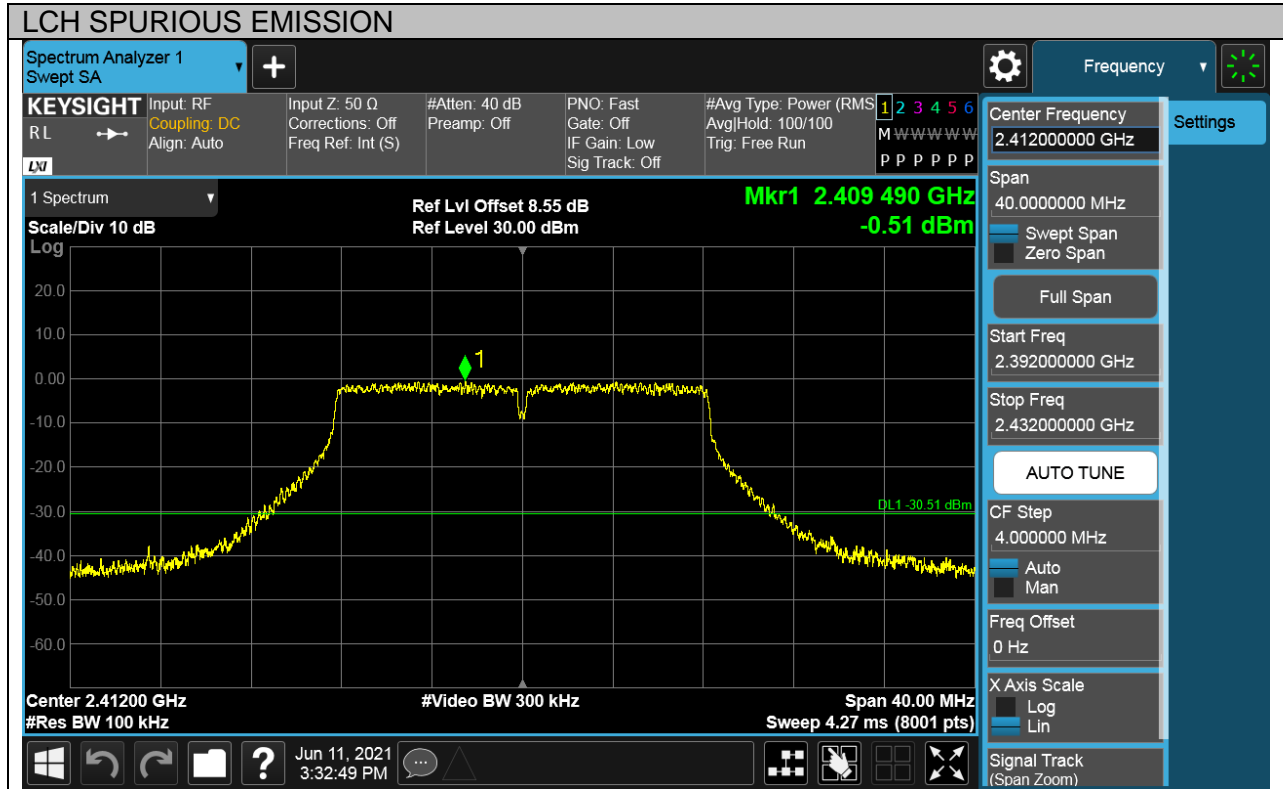 LCH SPURIOUS EMISSION
Spectrum Analyzer 1
Swept SA
Frequency
KEYSIGHT
RL
LXI
Input: RF
Coupling: DC
Align: Auto
Input Z: 50 Ω
Corrections: Off
Freq Ref: Int (S)
#Atten: 40 dB
Preamp: Off
PNO: Fast
Gate: Off
IF Gain: Low
Sig Track: Off
#Avg Type: Power (RMS
Avg|Hold: 100/100
Trig: Free Run
1 2 3 4 5 6
M W W W W W
P P P P P P
1 Spectrum
Scale/Div 10 dB
Ref Lvl Offset 8.55 dB
Ref Level 30.00 dBm
Mkr1 2.409 490 GHz
-0.51 dBm
Log
20.0
10.0
0.00
-10.0
-20.0
-30.0
-40.0
-50.0
-60.0
1
DL1 -30.51 dBm
Center 2.41200 GHz
#Res BW 100 kHz
#Video BW 300 kHz
Span 40.00 MHz
Sweep 4.27 ms (8001 pts)
?
Jun 11, 2021
3:32:49 PM
Center Frequency
2.412000000 GHz
Settings
Span
40.0000000 MHz
Swept Span
Zero Span
Full Span
Start Freq
2.392000000 GHz
Stop Freq
2.432000000 GHz
AUTO TUNE
CF Step
4.000000 MHz
Auto
Man
Freq Offset
0 Hz
X Axis Scale
Log
Lin
Signal Track
(Span Zoom)